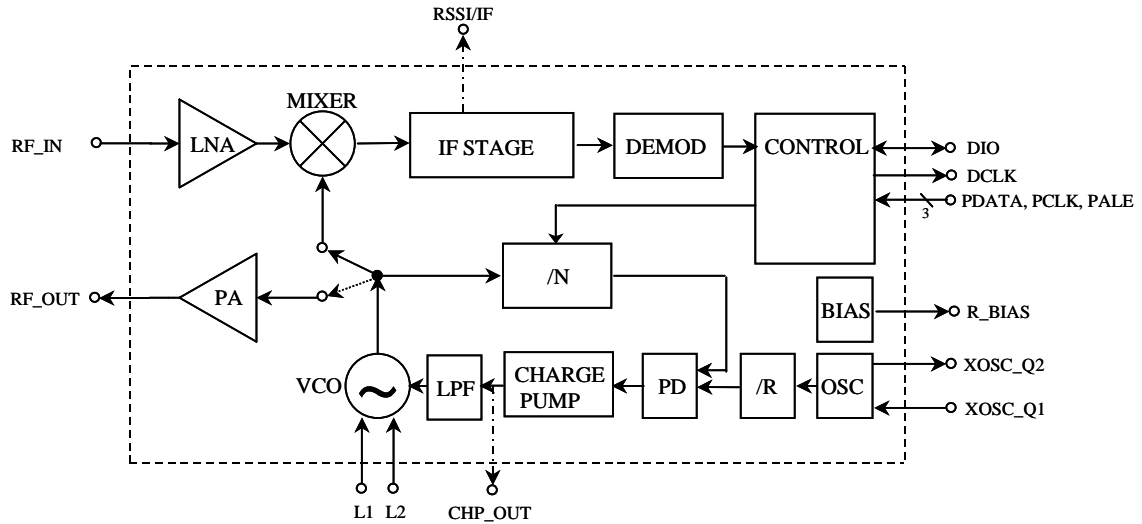 RSSI/IF
MIXER
RF_IN
LNA
IF STAGE
DEMOD
CONTROL
DIO
DCLK
PDATA, PCLK, PALE
3
/N
RF_OUT
PA
BIAS
R_BIAS
VCO
~
LPF
CHARGE
PUMP
PD
/R
OSC
XOSC_Q2
XOSC_Q1
L1
L2
CHP_OUT